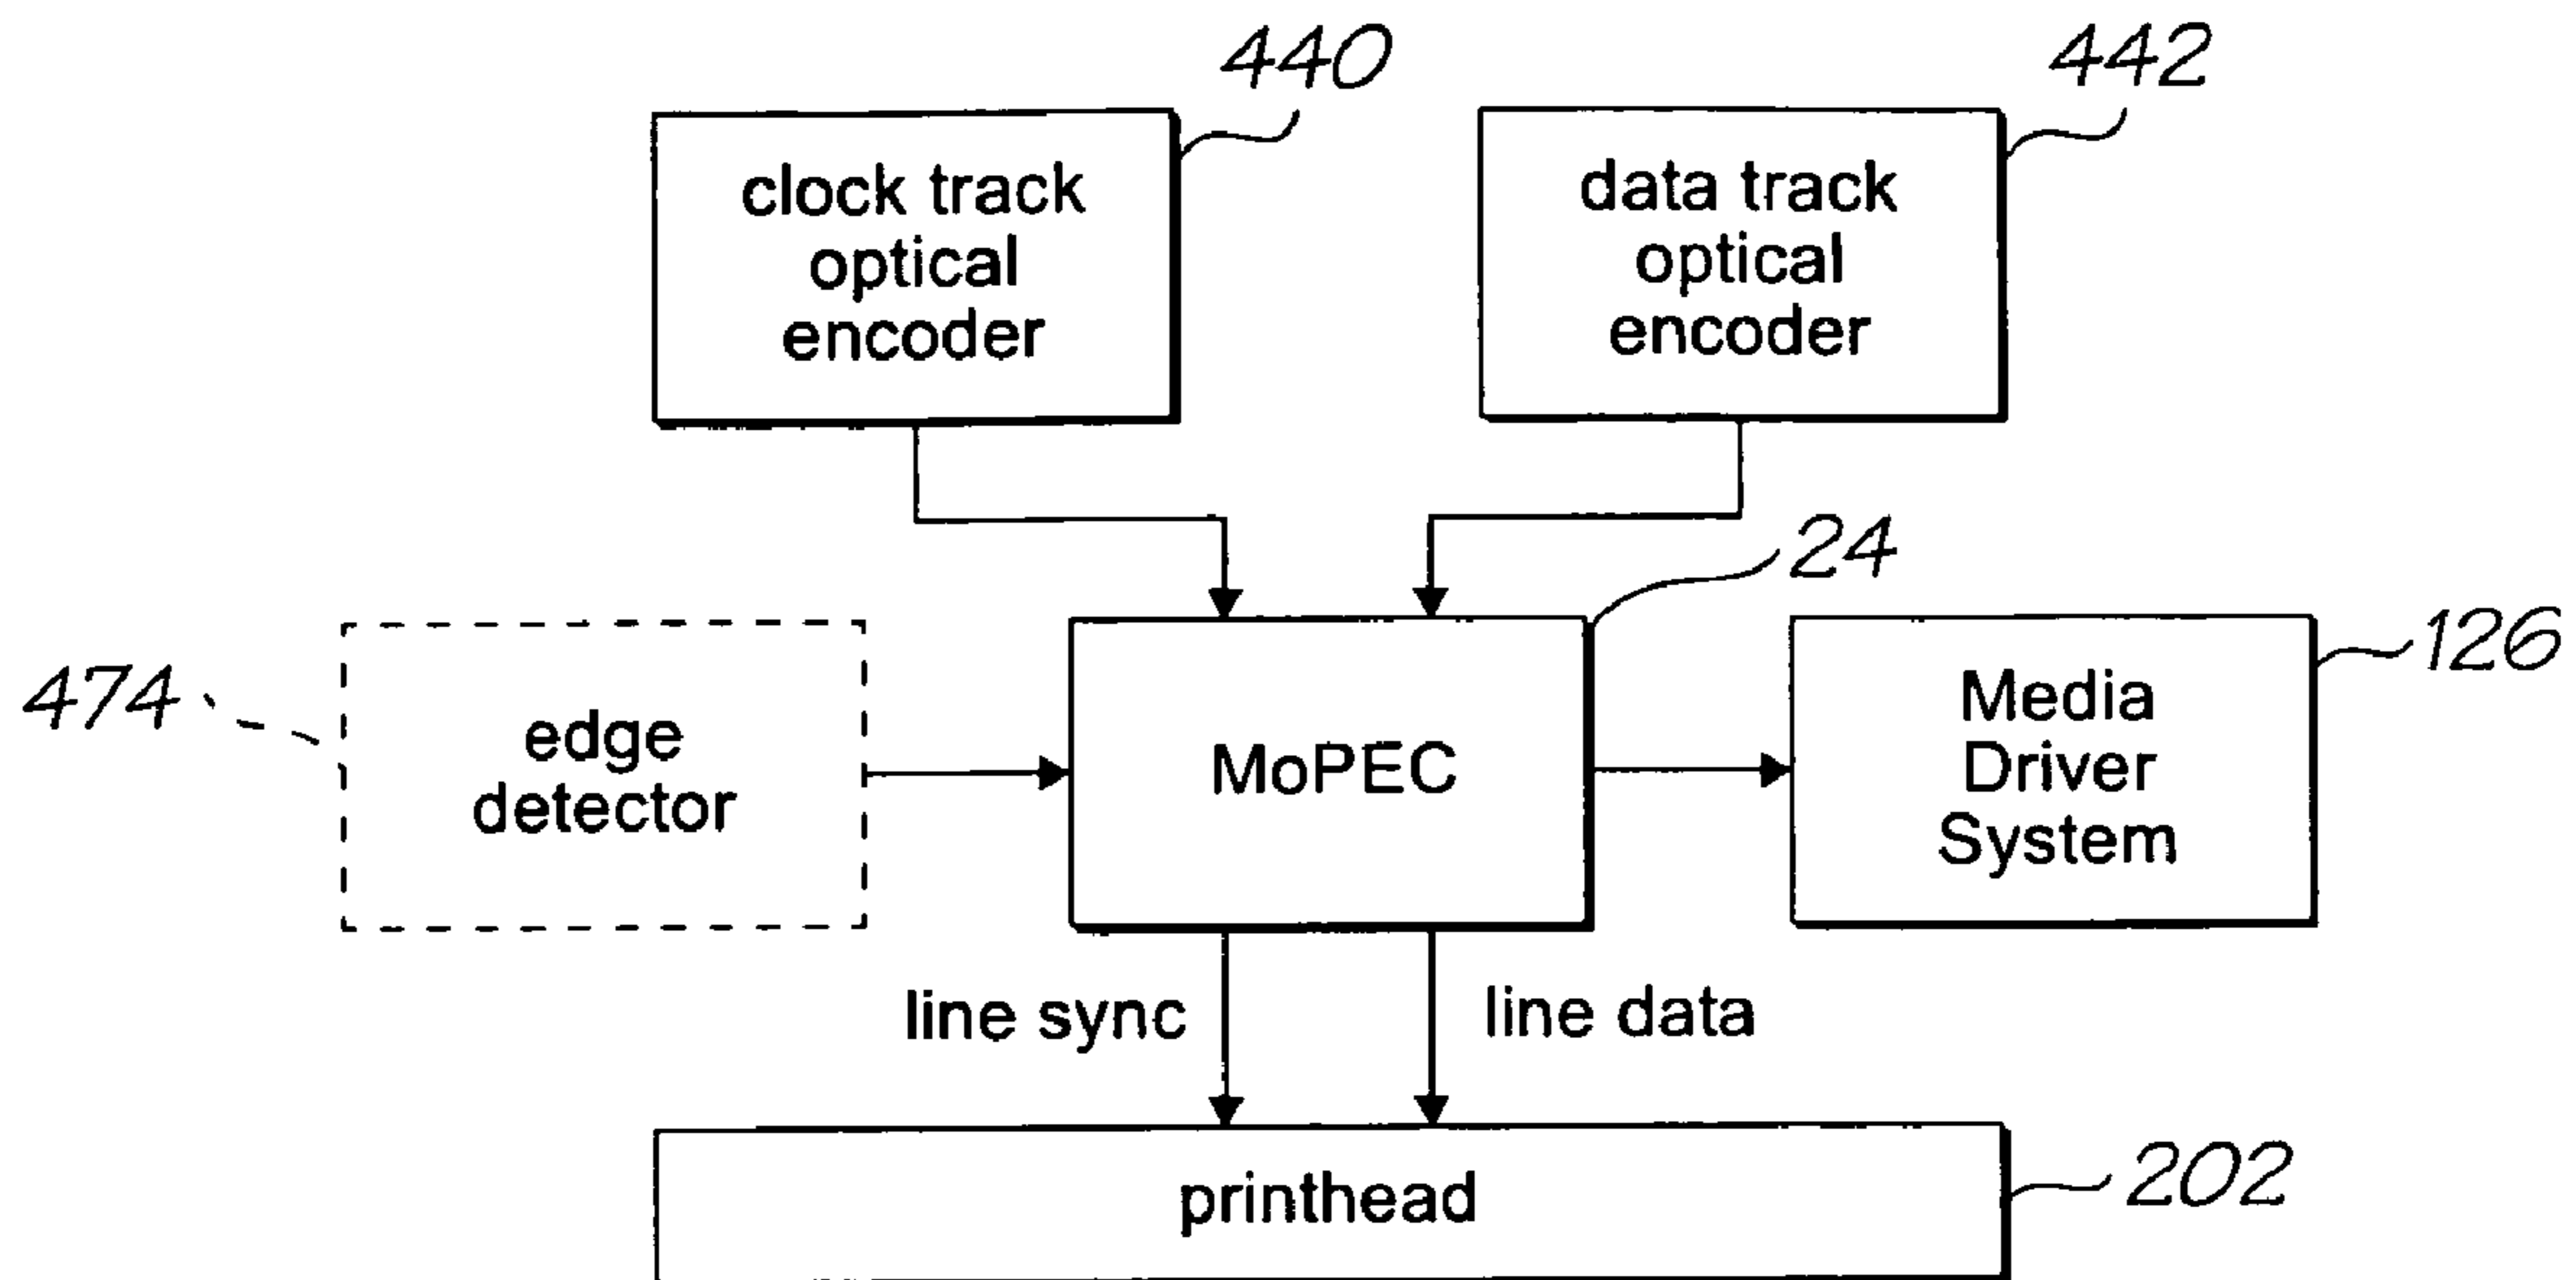 440
442
clock track
optical
encoder
data track
optical
encoder
24
126
474
edge
detector
MoPEC
Media
Driver
System
line sync
line data
printhead
202